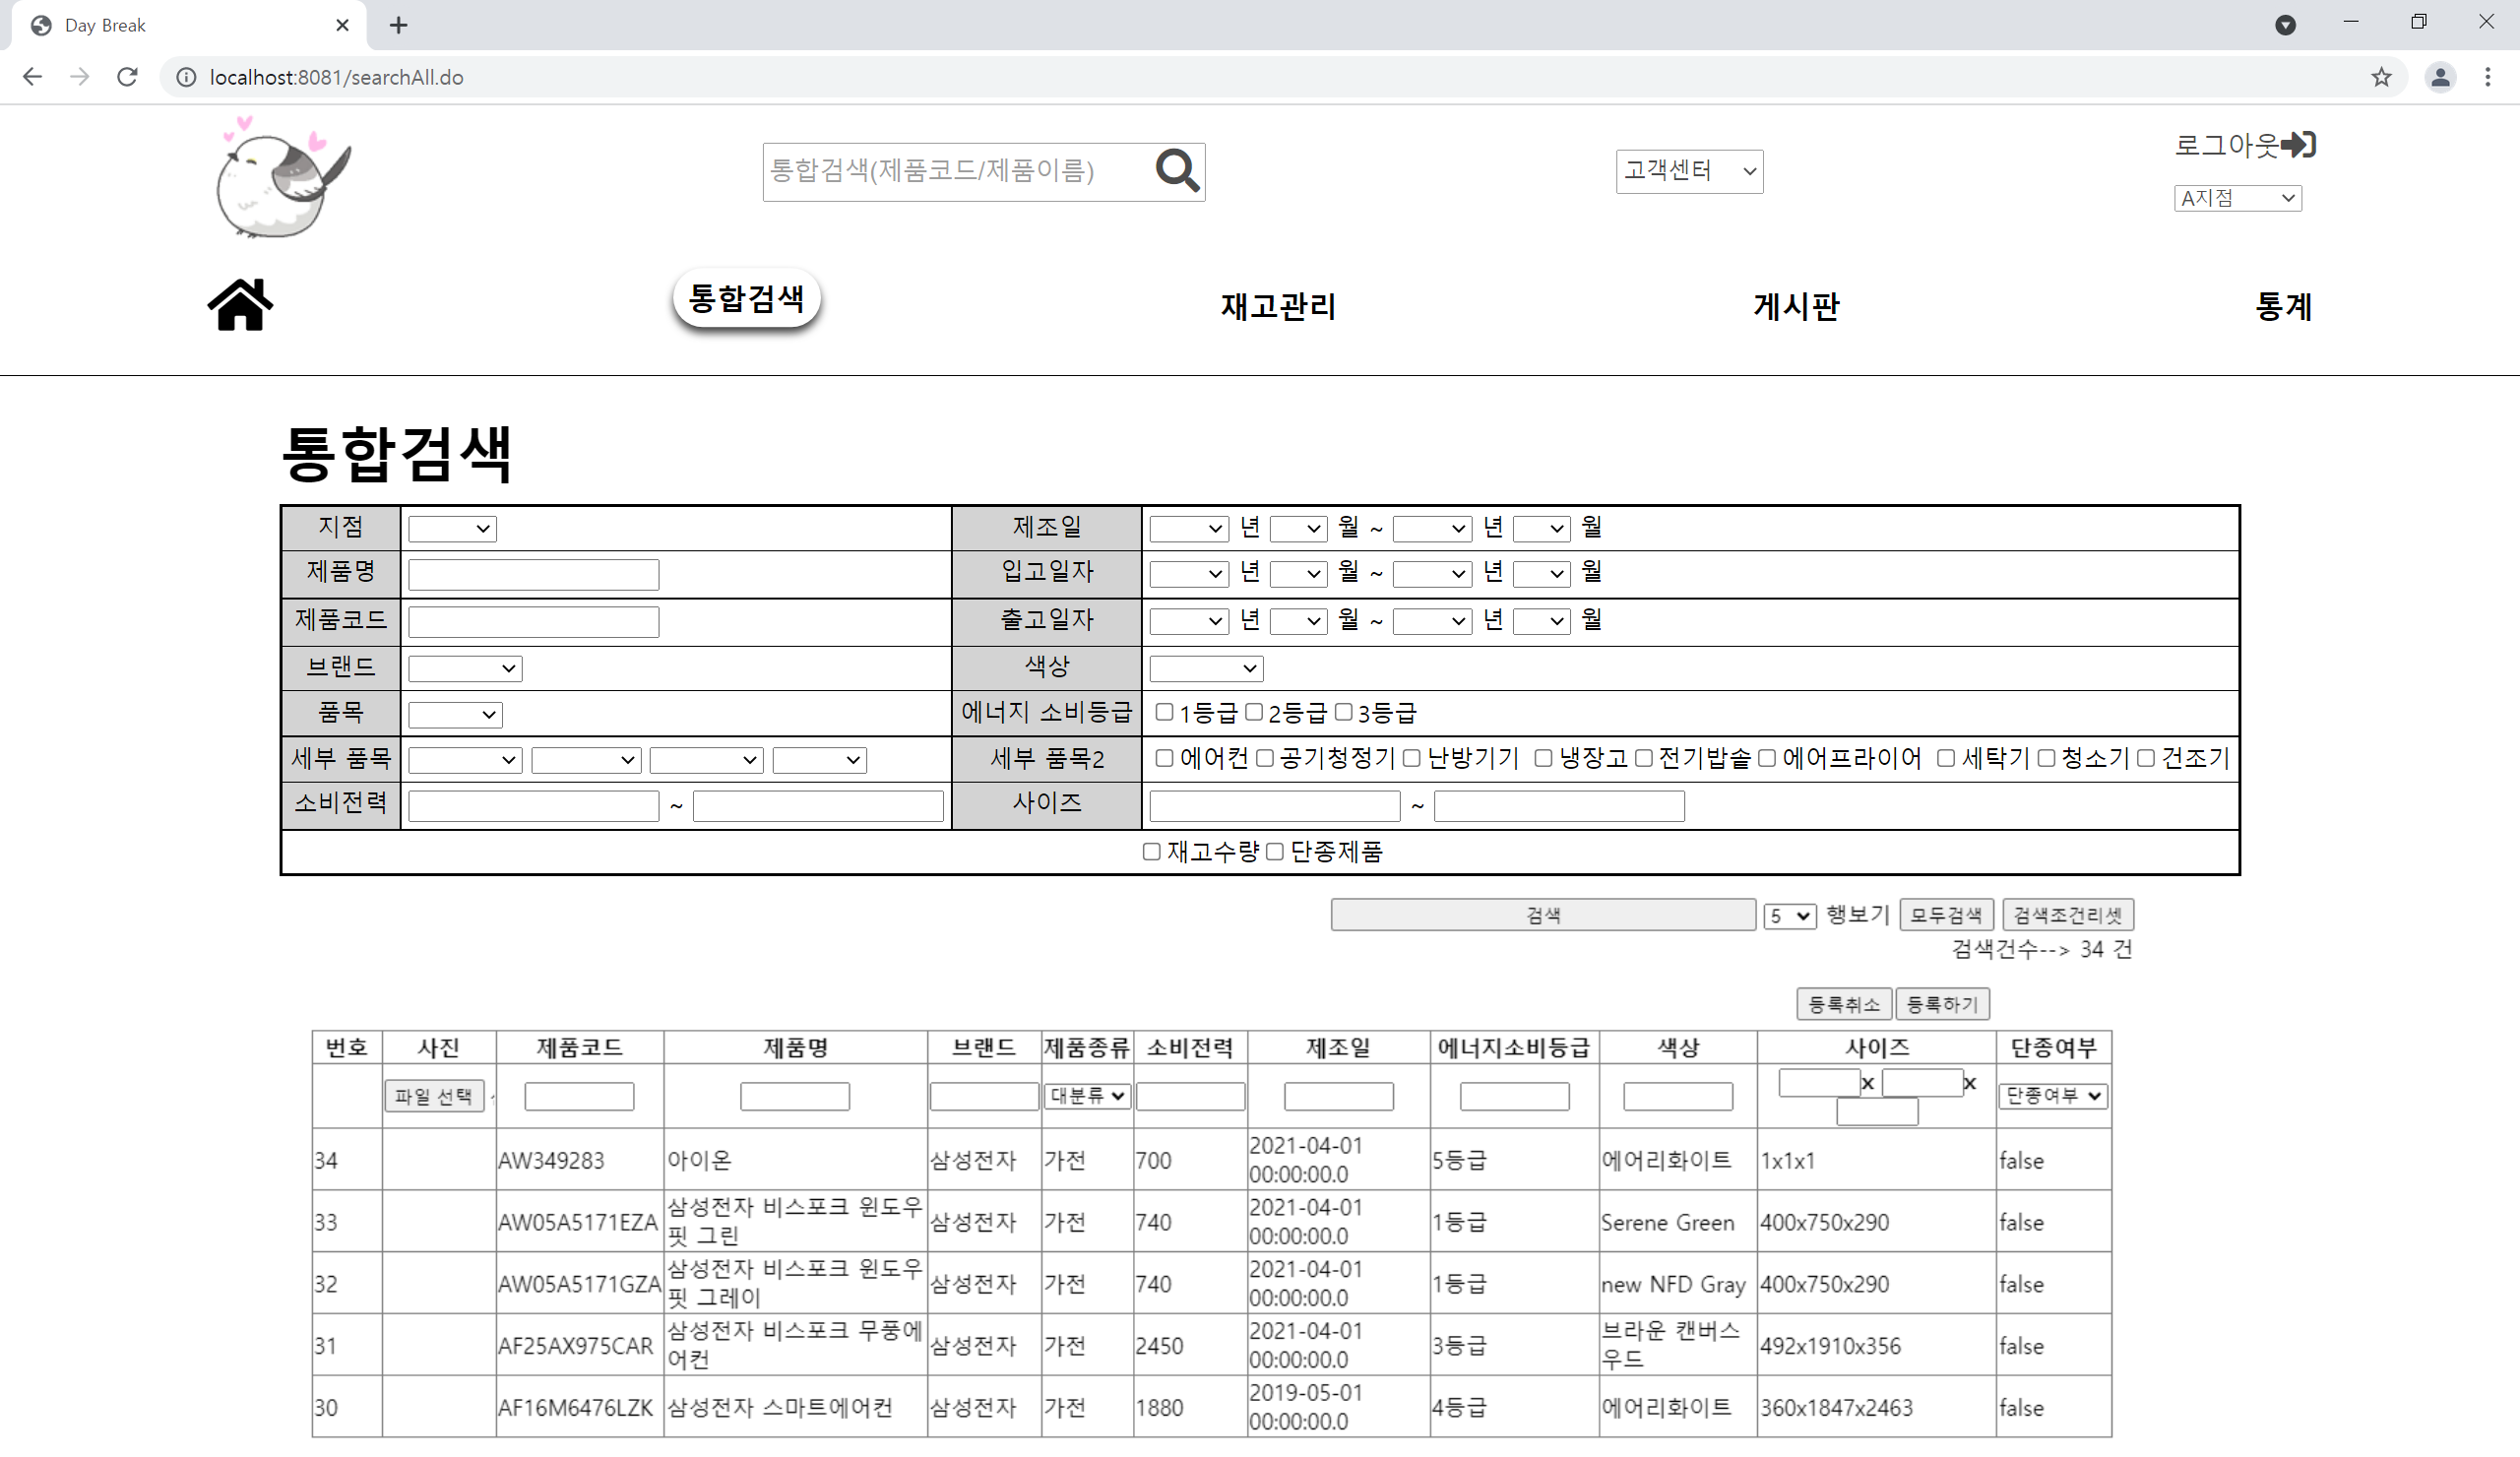 Day Break
localhost:8081/searchAll.do
통합검색(제품코드/제품이름)
고객센터
로그아웃
A지점
통합검색 재고관리 게시판 통계
통합검색
지점 제조일 년 월 ~ 년 월
제품명 입고일자 년 월 ~ 년 월
제품코드 출고일자 년 월 ~ 년 월
브랜드 색상
품목 에너지 소비등급 1등급 2등급 3등급
세부 품목 세부 품목2 에어컨 공기청정기 난방기기 냉장고 전기밥솥 에어프라이어 세탁기 청소기 건조기
소비전력 ~ 사이즈 ~
재고수량 단종제품
검색 5 행보기 모두검색 검색조건리셋
검색건수--> 34 건
등록취소 등록하기
번호 사진 제품코드 제품명 브랜드 제품종류 소비전력 제조일 에너지소비등급 색상 사이즈 단종여부
파일 선택 대분류 x x 단종여부
34 AW349283 아이온 삼성전자 가전 700 2021-04-01 00:00:00.0 5등급 에어리화이트 1x1x1 false
33 AW05A5171EZA 삼성전자 비스포크 윈도우핏 그린 삼성전자 가전 740 2021-04-01 00:00:00.0 1등급 Serene Green 400x750x290 false
32 AW05A5171GZA 삼성전자 비스포크 윈도우핏 그레이 삼성전자 가전 740 2021-04-01 00:00:00.0 1등급 new NFD Gray 400x750x290 false
31 AF25AX975CAR 삼성전자 비스포크 무풍에어컨 삼성전자 가전 2450 2021-04-01 00:00:00.0 3등급 브라운 캔버스우드 492x1910x356 false
30 AF16M6476LZK 삼성전자 스마트에어컨 삼성전자 가전 1880 2019-05-01 00:00:00.0 4등급 에어리화이트 360x1847x2463 false